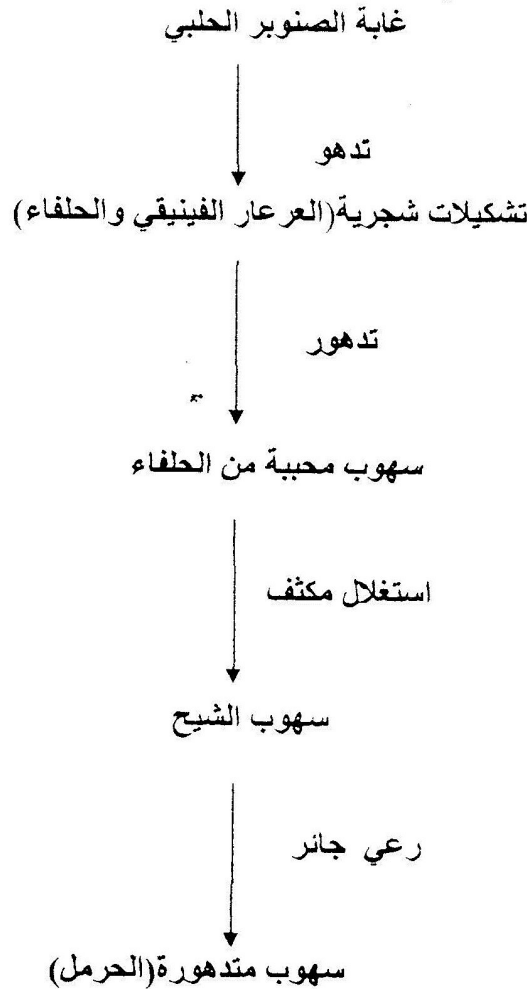 غابة الصنوبر الحلبي
تدهو
تشكيلات شجرية(العرعار الفينيقي والحلفاء)
تدهور
سهوب محببة من الحلفاء
استغلال مكثف
سهوب الشيح
رعي جائر
سهوب متدهورة(الحرمل)